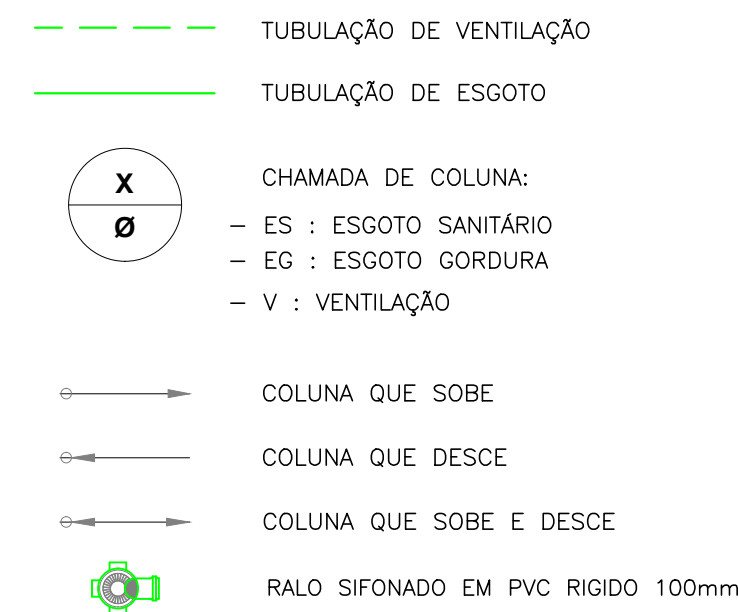 TUBULAÇÃO DE VENTILAÇÃO
TUBULAÇÃO DE ESGOTO
X
Ø
CHAMADA DE COLUNA:
– ES : ESGOTO SANITÁRIO
– EG : ESGOTO GORDURA
– V : VENTILAÇÃO
COLUNA QUE SOBE
COLUNA QUE DESCE
COLUNA QUE SOBE E DESCE
RALO SIFONADO EM PVC RIGIDO 100mm